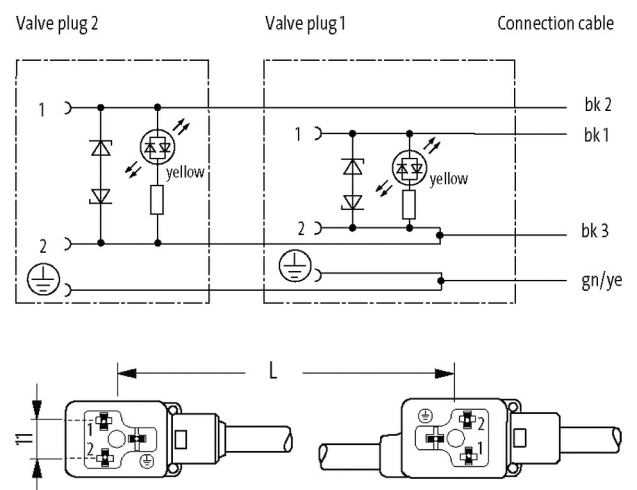 Valve plug 2 Valve plug 1 Connection cable
1 bk 2
1 bk 1
yellow yellow
2 2 bk 3
gn/ye
L
11 1 2
2 1